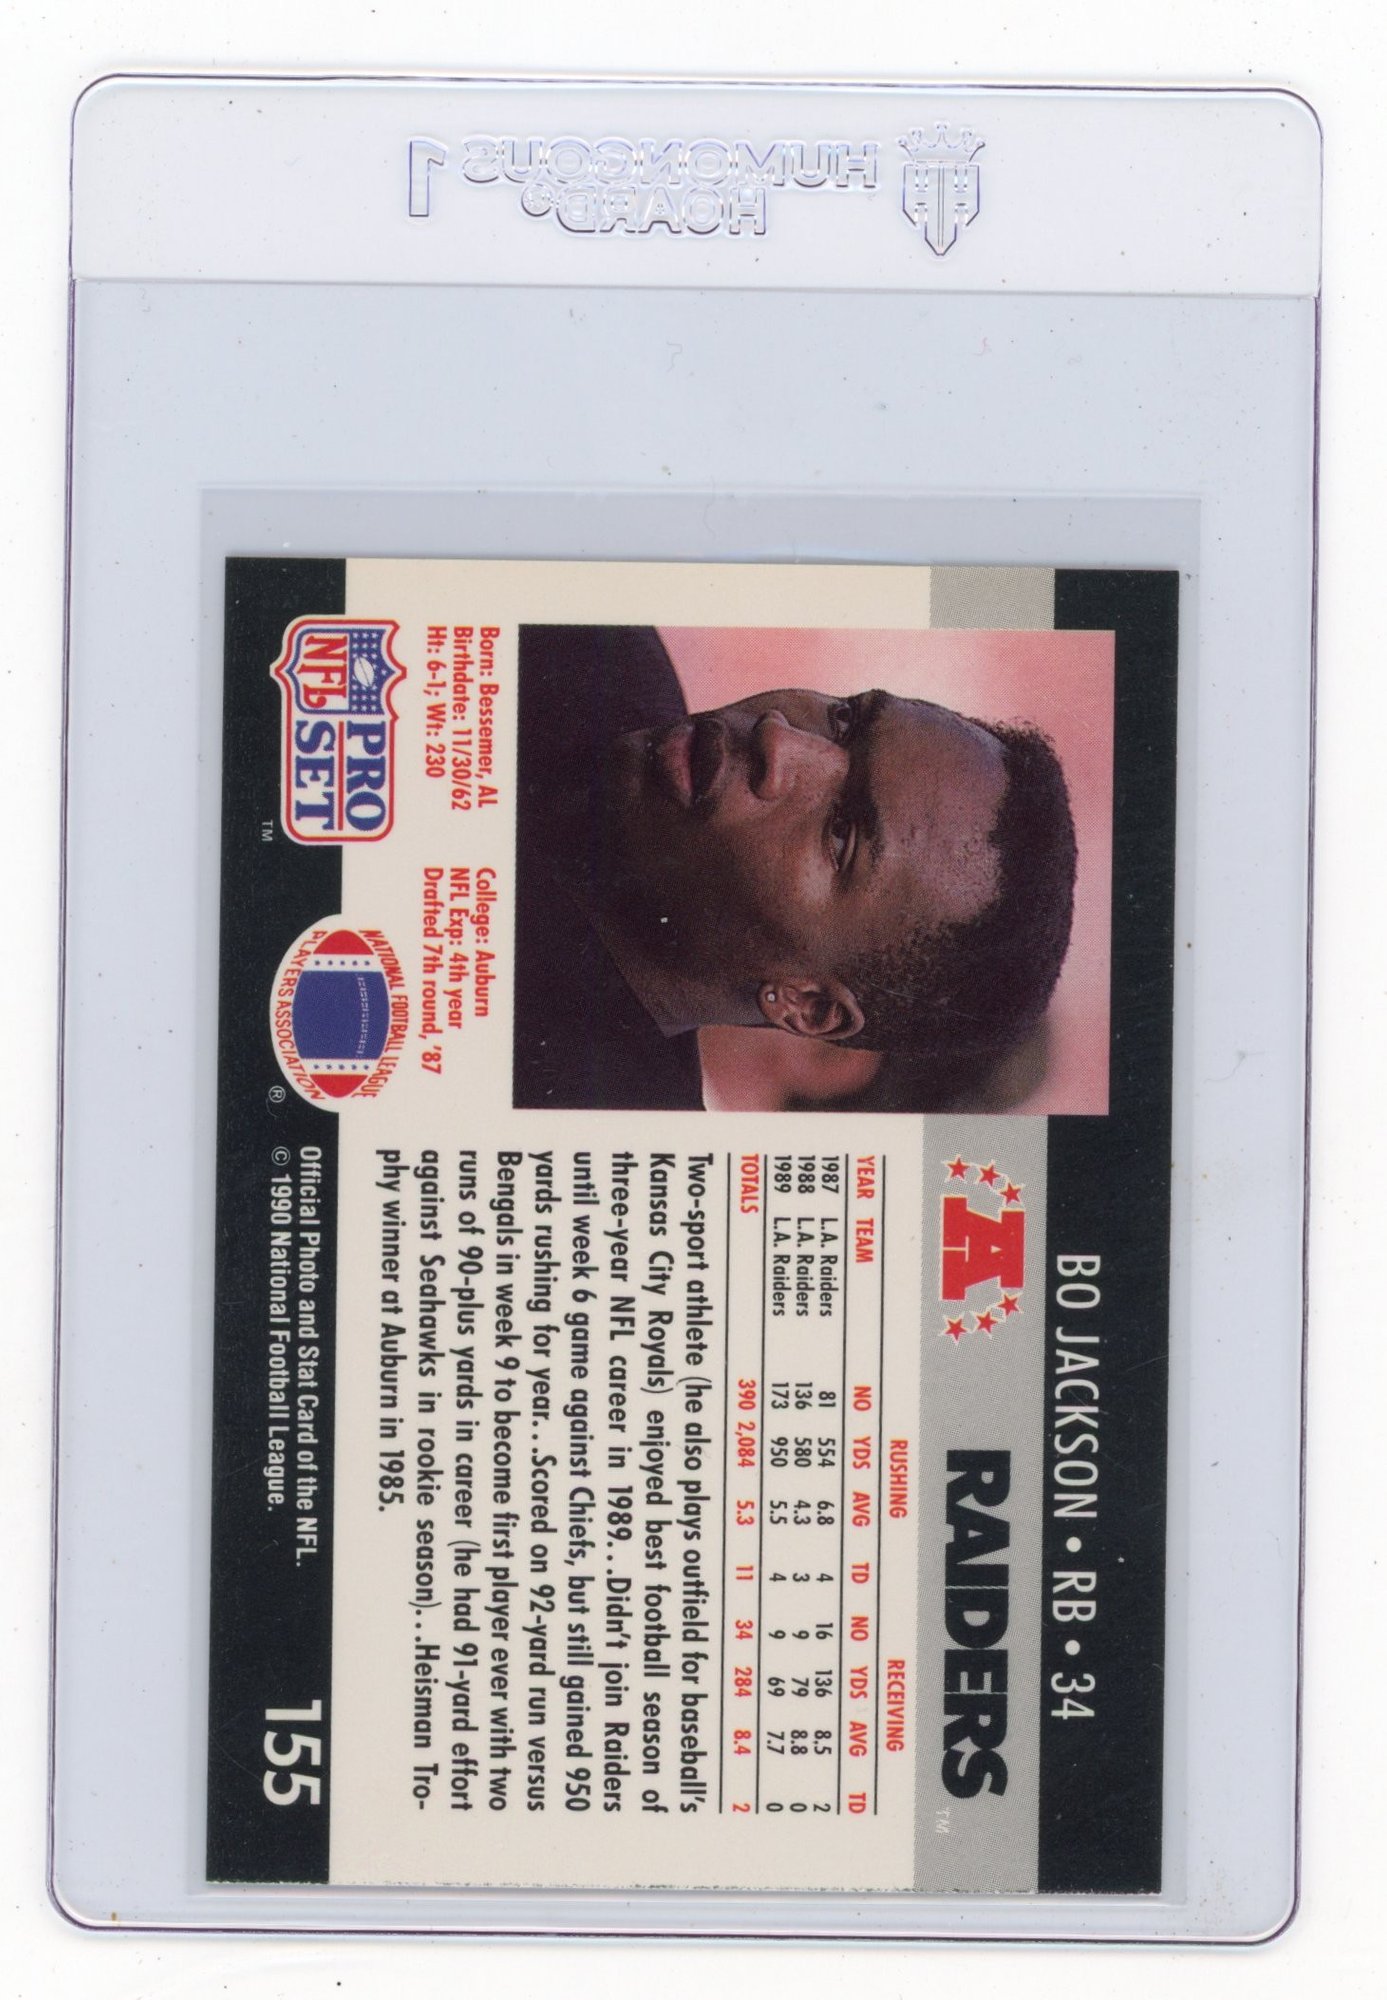 HUMONGOUS 1
HOARD®
BO JACKSON • RB • 34
A RAIDERS™
RUSHING RECEIVING
YEAR TEAM NO YDS AVG TD NO YDS AVG TD
1987 L.A. Raiders 81 554 6.8 4 16 136 8.5 2
1988 L.A. Raiders 136 580 4.3 3 9 79 8.8 0
1989 L.A. Raiders 173 950 5.5 4 9 69 7.7 0
TOTALS 390 2,084 5.3 11 34 284 8.4 2
Two-sport athlete (he also plays outfield for baseball's
Kansas City Royals) enjoyed best football season of
three-year NFL career in 1989. . .Didn't join Raiders
until week 6 game against Chiefs, but still gained 950
yards rushing for year. . .Scored on 92-yard run versus
Bengals in week 9 to become first player ever with two
runs of 90-plus yards in career (he had 91-yard effort
against Seahawks in rookie season). . .Heisman Tro-
phy winner at Auburn in 1985.
Born: Bessemer, AL
Birthdate: 11/30/62
Ht: 6-1; Wt: 230
College: Auburn
NFL Exp: 4th year
Drafted 7th round, '87
NFL PRO SET™
NATIONAL FOOTBALL LEAGUE
PLAYERS ASSOCIATION®
Official Photo and Stat Card of the NFL.
© 1990 National Football League.
155